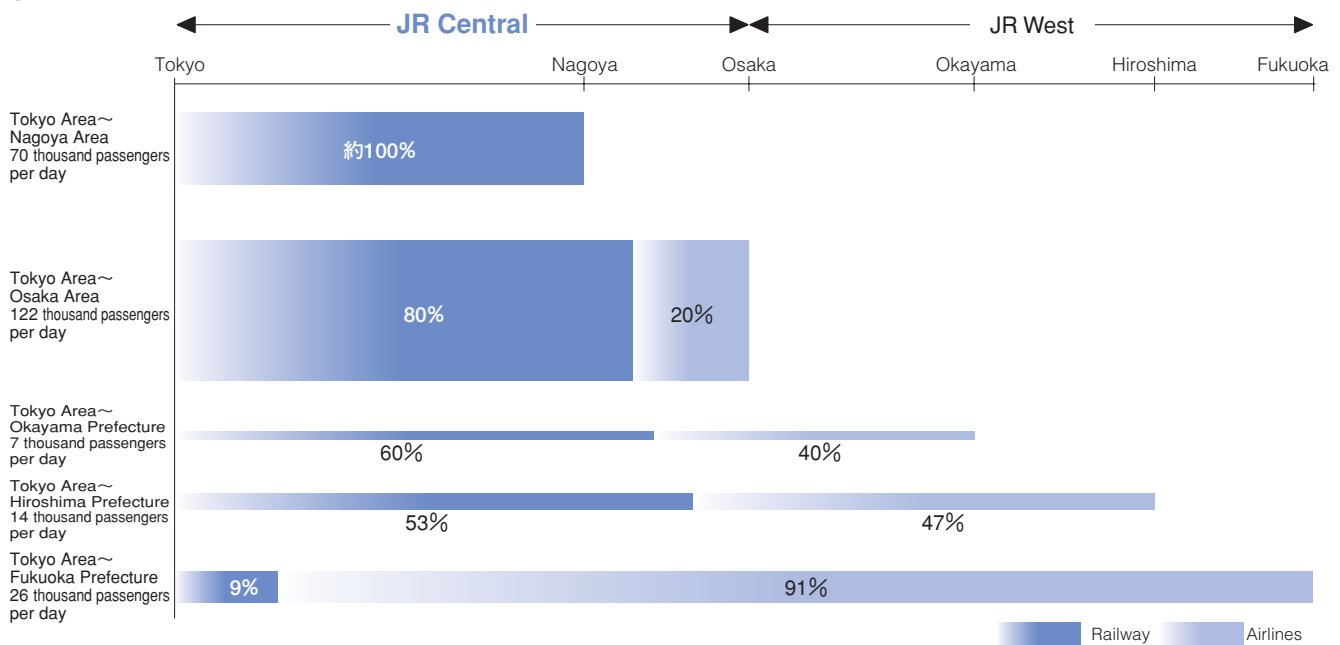 JR Central
JR West
Tokyo
Nagoya
Osaka
Okayama
Hiroshima
Fukuoka
Tokyo Area～
Nagoya Area
70 thousand passengers
per day
約100%
Tokyo Area～
Osaka Area
122 thousand passengers
per day
80%
20%
Tokyo Area～
Okayama Prefecture
7 thousand passengers
per day
60%
40%
Tokyo Area～
Hiroshima Prefecture
14 thousand passengers
per day
53%
47%
Tokyo Area～
Fukuoka Prefecture
26 thousand passengers
per day
9%
91%
Railway
Airlines